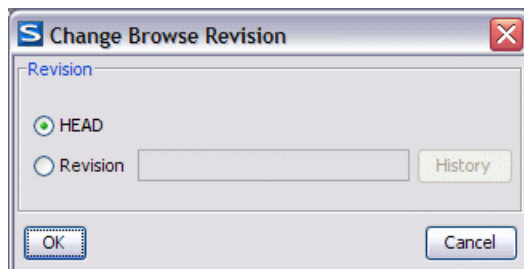 S Change Browse Revision
Revision
HEAD
Revision History
OK Cancel